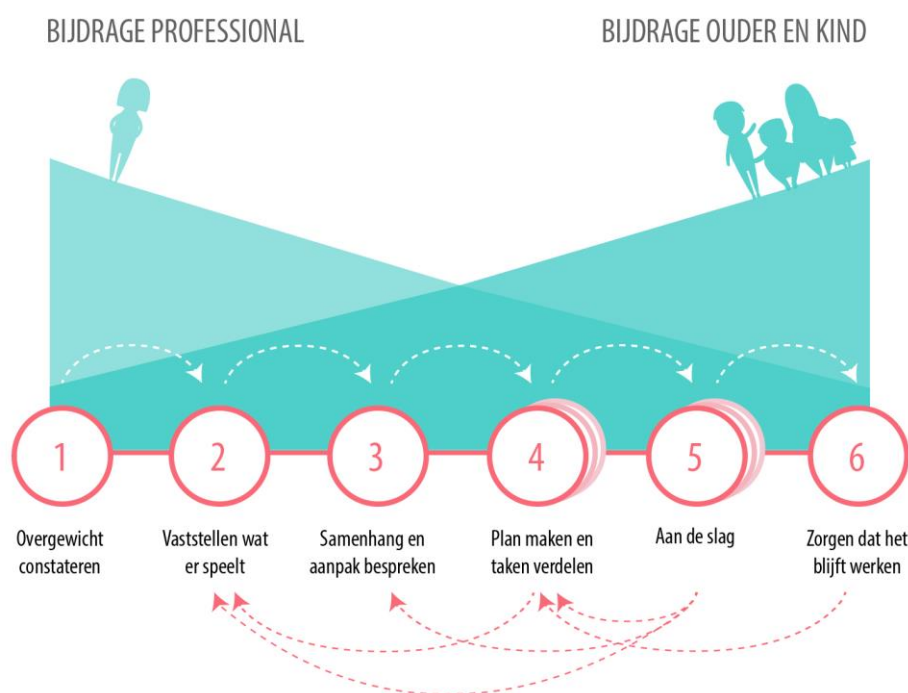 BIJDRAGE PROFESSIONAL
BIJDRAGE OUDER EN KIND
1
2
3
4
5
6
Overgewicht
constateren
Vaststellen wat
er speelt
Samenhang en
aanpak bespreken
Plan maken en
taken verdelen
Aan de slag
Zorgen dat het
blijft werken